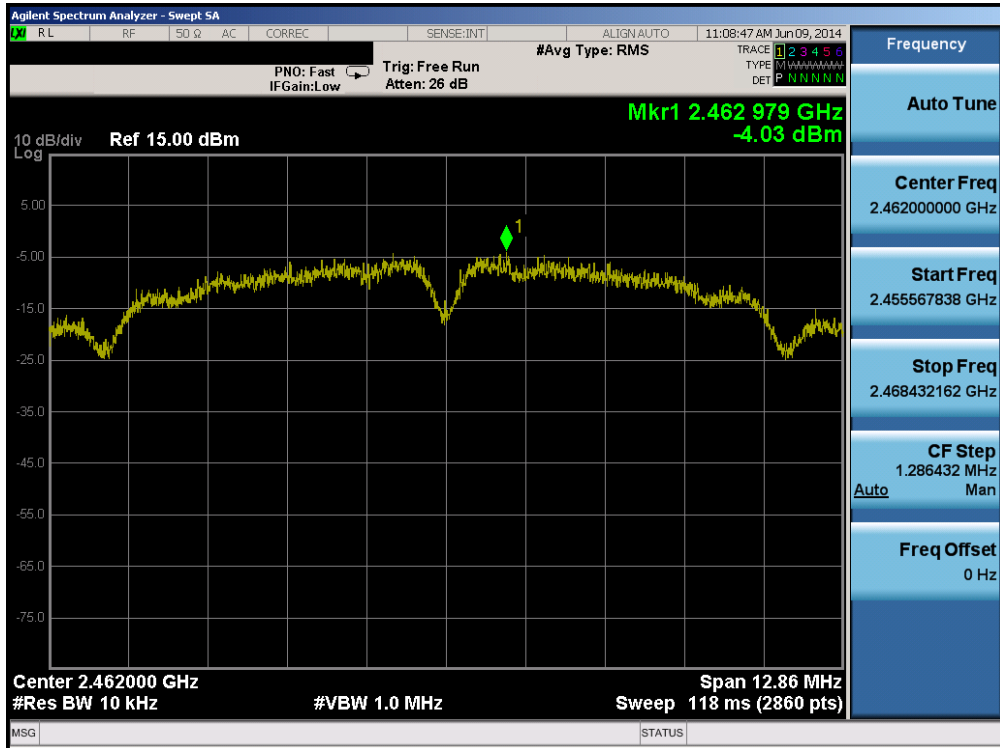 Agilent Spectrum Analyzer - Swept SA
LXI RL RF 50 Ω AC CORREC SENSE:INT ALIGN AUTO 11:08:47 AM Jun 09, 2014
#Avg Type: RMS TRACE 1 2 3 4 5 6
PNO: Fast Trig: Free Run TYPE M WWWWW
IFGain:Low Atten: 26 dB DET P N N N N N
Mkr1 2.462 979 GHz
-4.03 dBm
10 dB/div Ref 15.00 dBm
Log
5.00
1
-5.00
-15.0
-25.0
-35.0
-45.0
-55.0
-65.0
-75.0
Center 2.462000 GHz Span 12.86 MHz
#Res BW 10 kHz #VBW 1.0 MHz Sweep 118 ms (2860 pts)
MSG STATUS
Frequency
Auto Tune
Center Freq
2.462000000 GHz
Start Freq
2.455567838 GHz
Stop Freq
2.468432162 GHz
CF Step
1.286432 MHz
Auto Man
Freq Offset
0 Hz